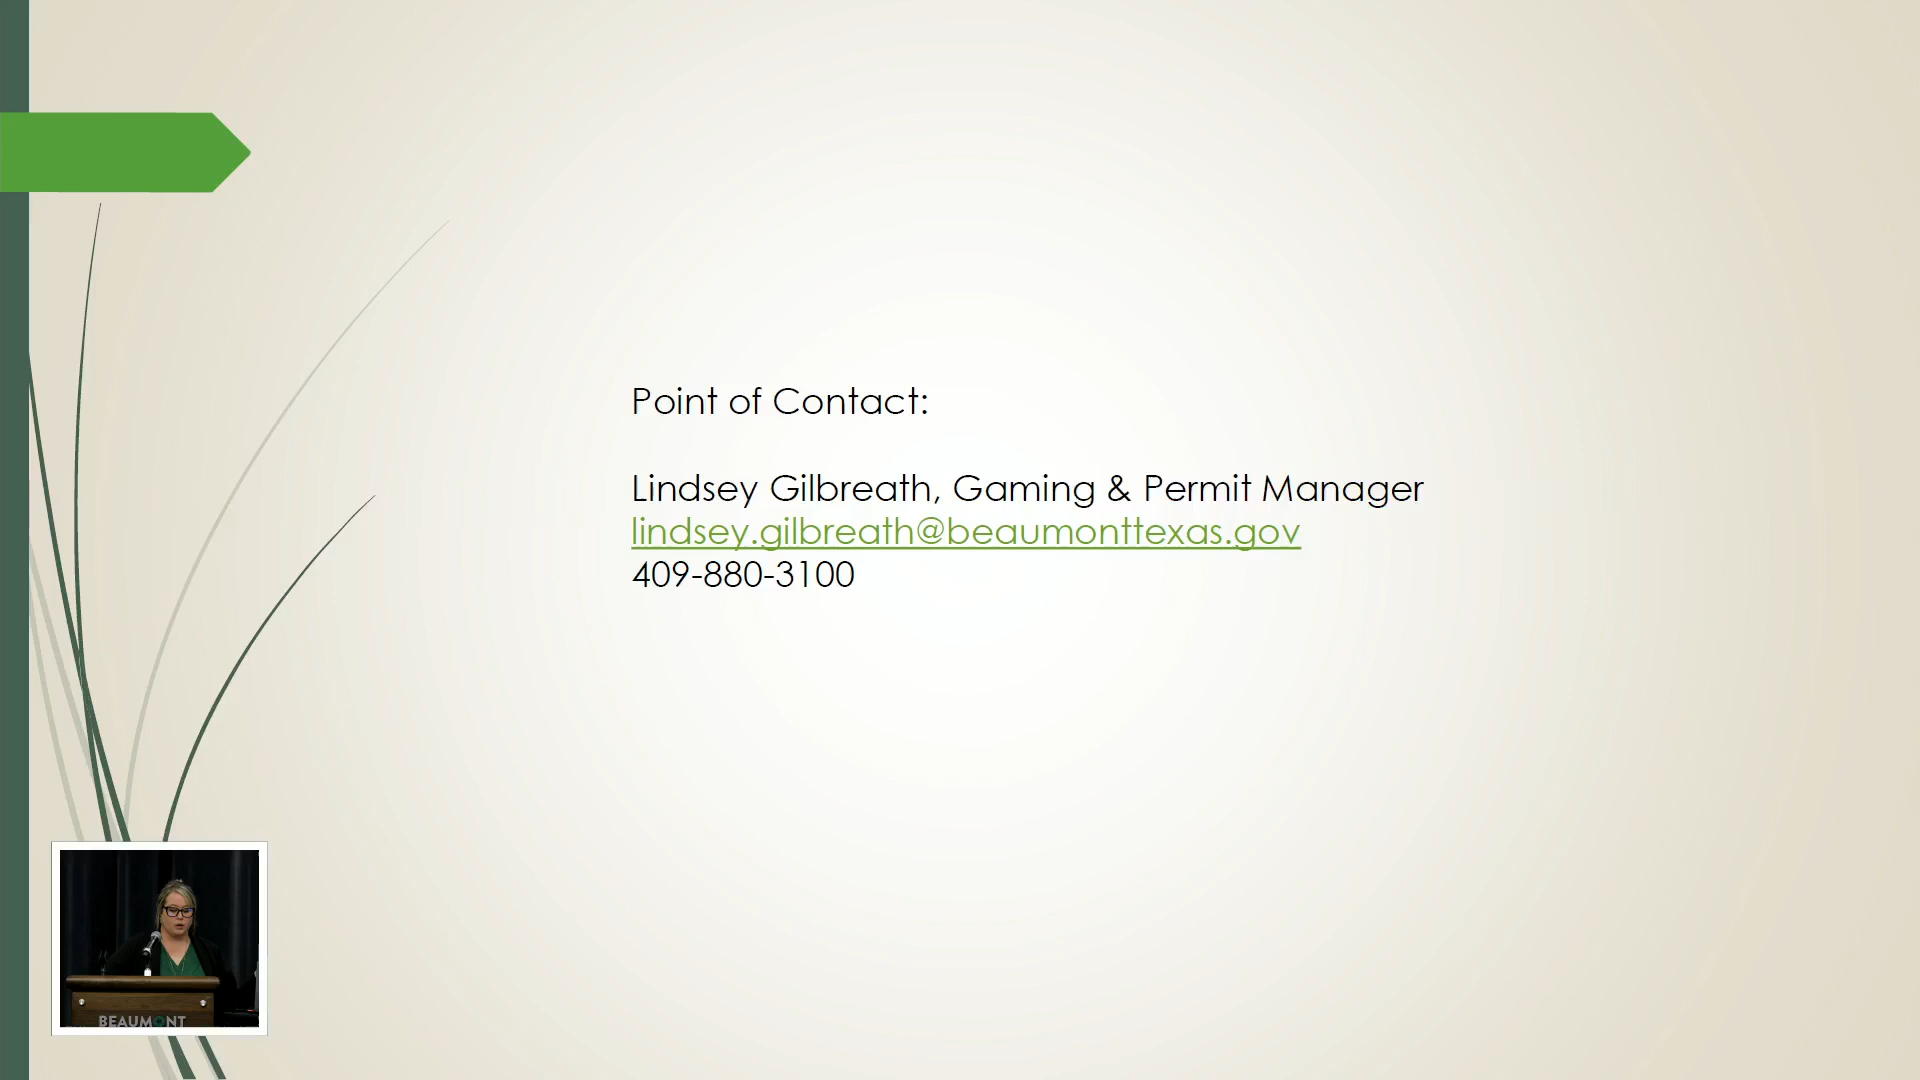 Point of Contact:
Lindsey Gilbreath, Gaming & Permit Manager
lindsey.gilbreath@beaumonttexas.gov
409-880-3100
BEAUMONT